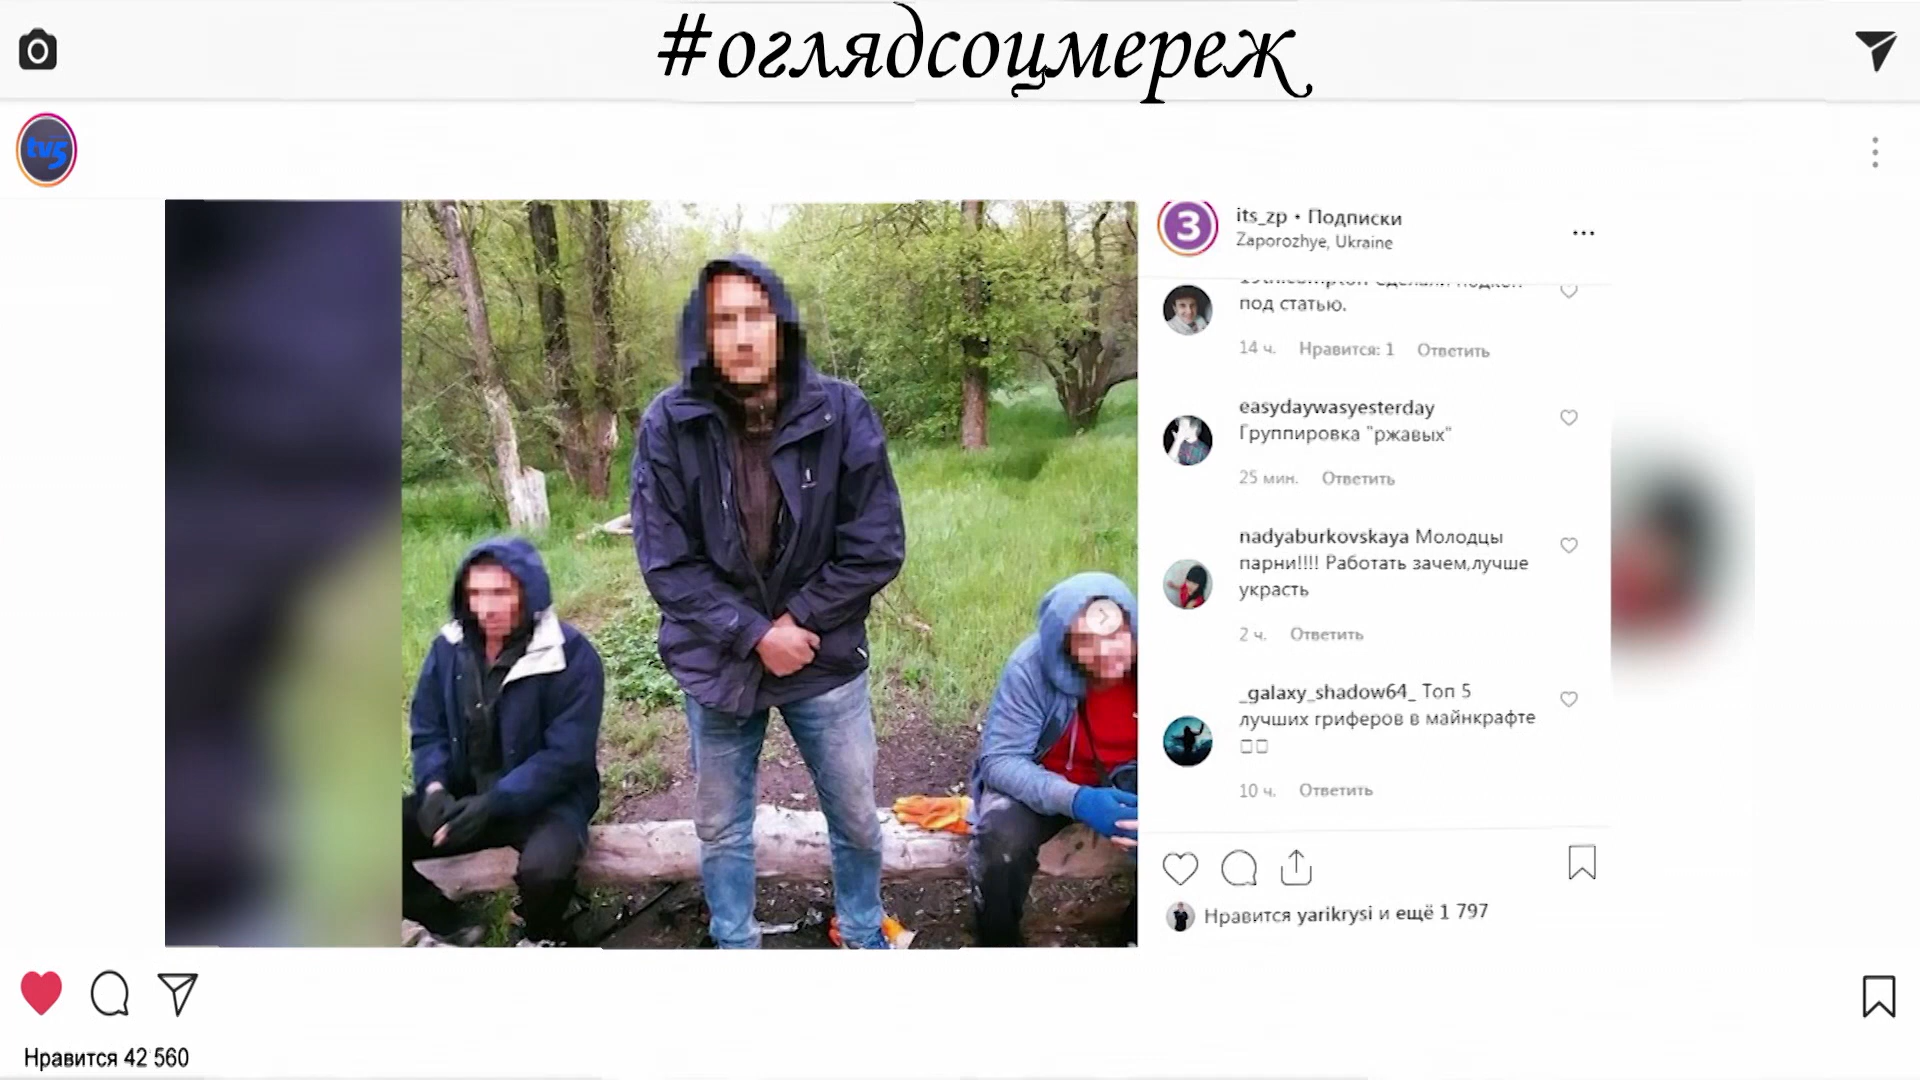 #оглядсоцмереж
tv5
3
its_zp • Подписки
Zaporozhye, Ukraine
под статью.
14 ч. Нравится: 1 Ответить
easydaywasyesterday
Группировка "ржавых"
25 мин. Ответить
nadyaburkovskaya Молодцы
парни!!!! Работать зачем,лучше
украсть
2 ч. Ответить
_galaxy_shadow64_ Топ 5
лучших гриферов в майнкрафте
10 ч. Ответить
Нравится yarikrysi и ещё 1 797
Нравится 42 560